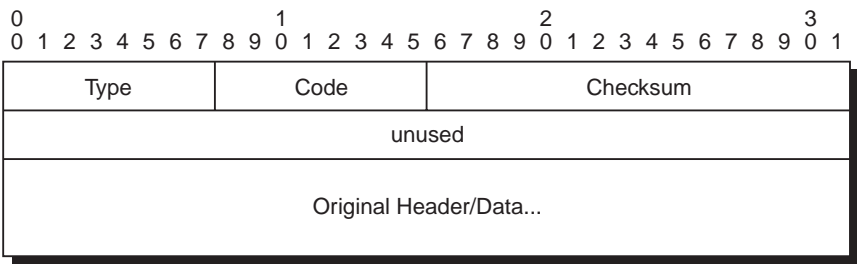 0 1 2 3
0 1 2 3 4 5 6 7 8 9 0 1 2 3 4 5 6 7 8 9 0 1 2 3 4 5 6 7 8 9 0 1
Type Code Checksum
unused
Original Header/Data...